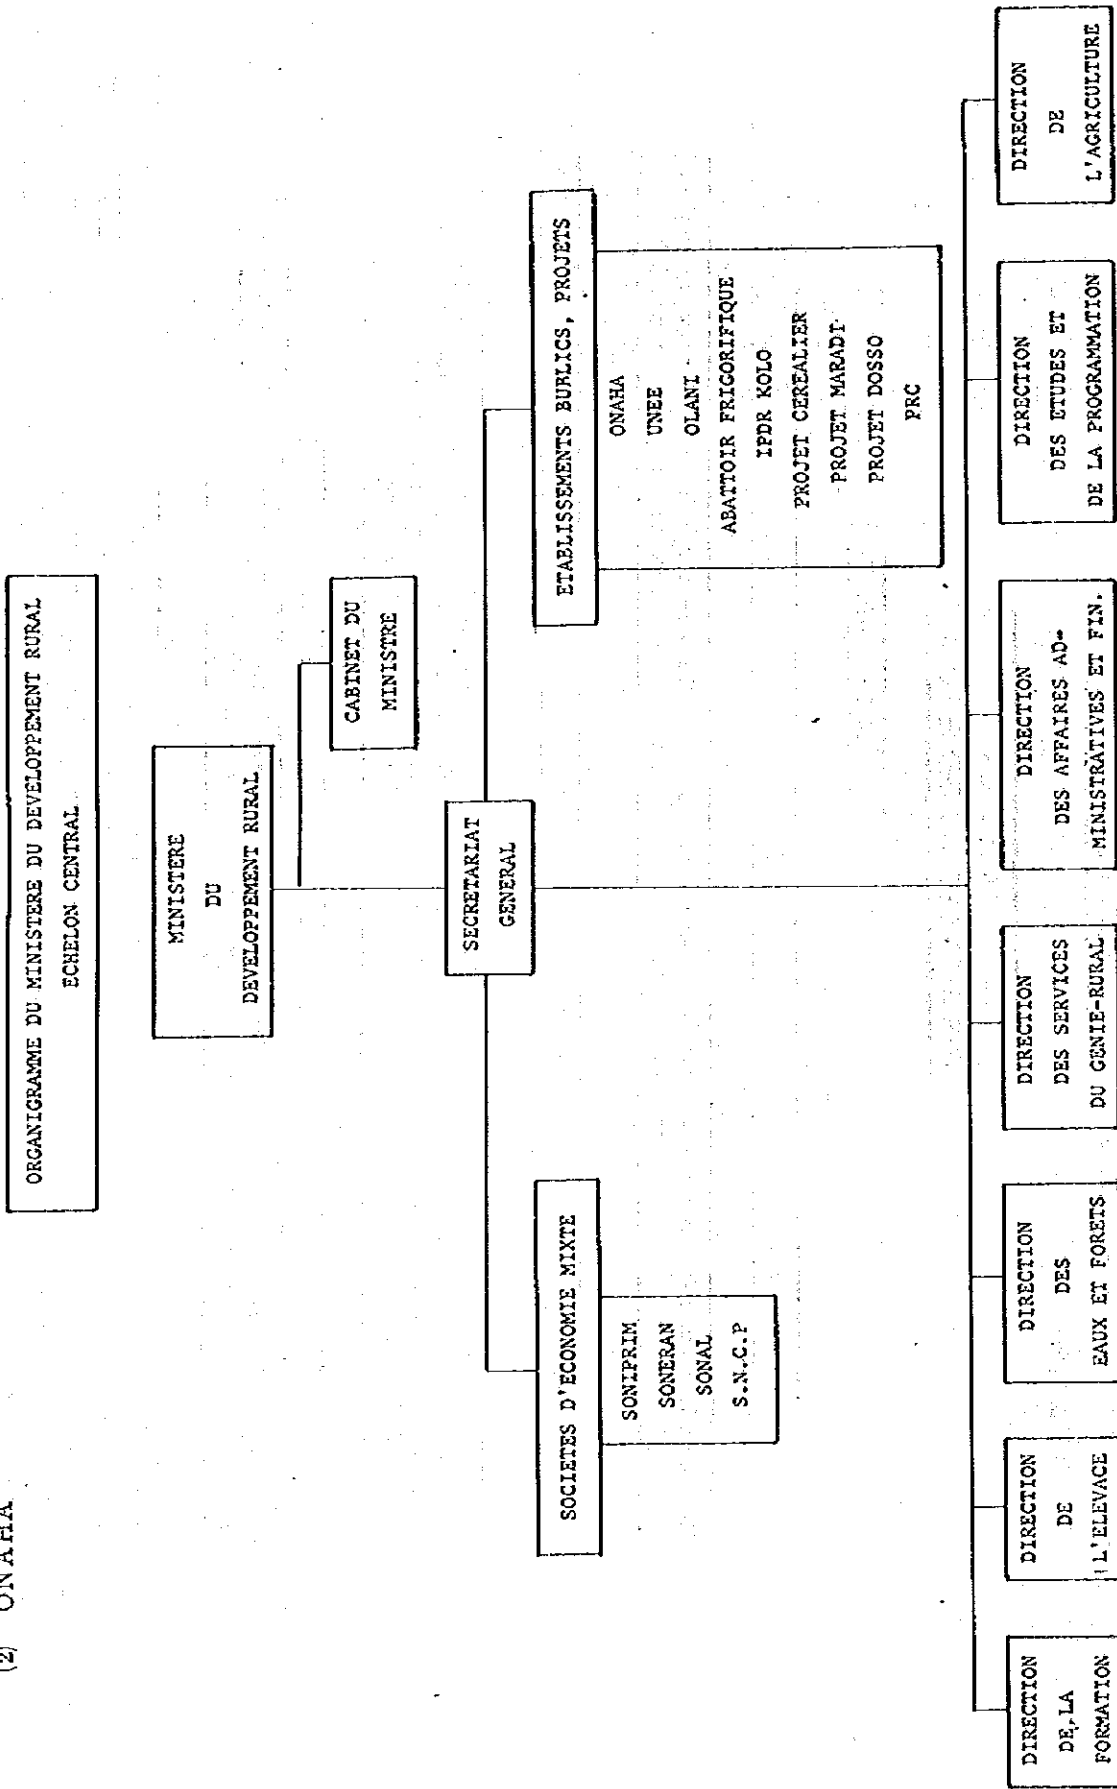 (2) ONAHA
ORGANIGRAMME DU MINISTERE DU DEVELOPPEMENT RURAL
ECHELON CENTRAL
MINISTERE
DU
DEVELOPPEMENT RURAL
CABINET DU
MINISTRE
SECRETARIAT
GENERAL
SOCIETES D'ECONOMIE MIXTE
SONIPRIM
SONERAN
SONAL
S.N.C.P
ETABLISSEMENTS BUBLICS, PROJETS
ONAHA
UNEE
OLANI
ABATTOIR FRIGORIFIQUE
IPDR KOLO
PROJET CEREALIER
PROJET MARADI
PROJET DOSSO
PRC
DIRECTION
DE LA
FORMATION
DIRECTION
DE
L'ELEVACE
DIRECTION
DES
EAUX ET FORETS
DIRECTION
DES SERVICES
DU GENIE-RURAL
DIRECTION
DES AFFAIRES AD-
MINISTRATIVES ET FIN.
DIRECTION
DES ETUDES ET
DE LA PROGRAMMATION
DIRECTION
DE
L'AGRICULTURE